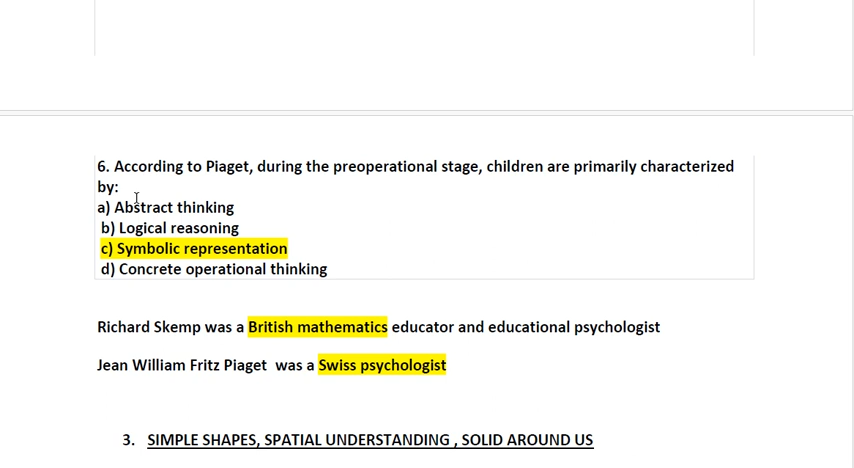 6. According to Piaget, during the preoperational stage, children are primarily characterized
by:
a) Abstract thinking
b) Logical reasoning
c) Symbolic representation
d) Concrete operational thinking
Richard Skemp was a British mathematics educator and educational psychologist
Jean William Fritz Piaget  was a Swiss psychologist
3. SIMPLE SHAPES, SPATIAL UNDERSTANDING , SOLID AROUND US